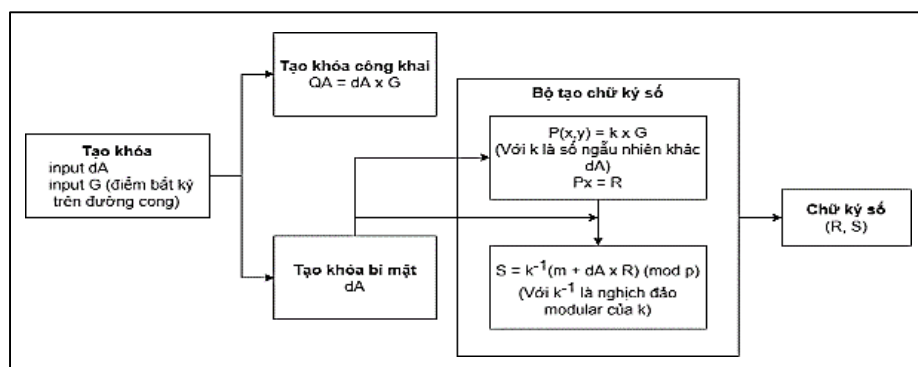 Tạo khóa
input dA
input G (điểm bất kỳ
trên đường cong)
Tạo khóa công khai
QA = dA x G
Tạo khóa bí mật
dA
Bộ tạo chữ ký số
P(x,y) = k x G
(Với k là số ngẫu nhiên khác
dA)
Px = R
S = k⁻¹(m + dA x R) (mod p)
(Với k⁻¹ là nghịch đảo
modular của k)
Chữ ký số
(R, S)